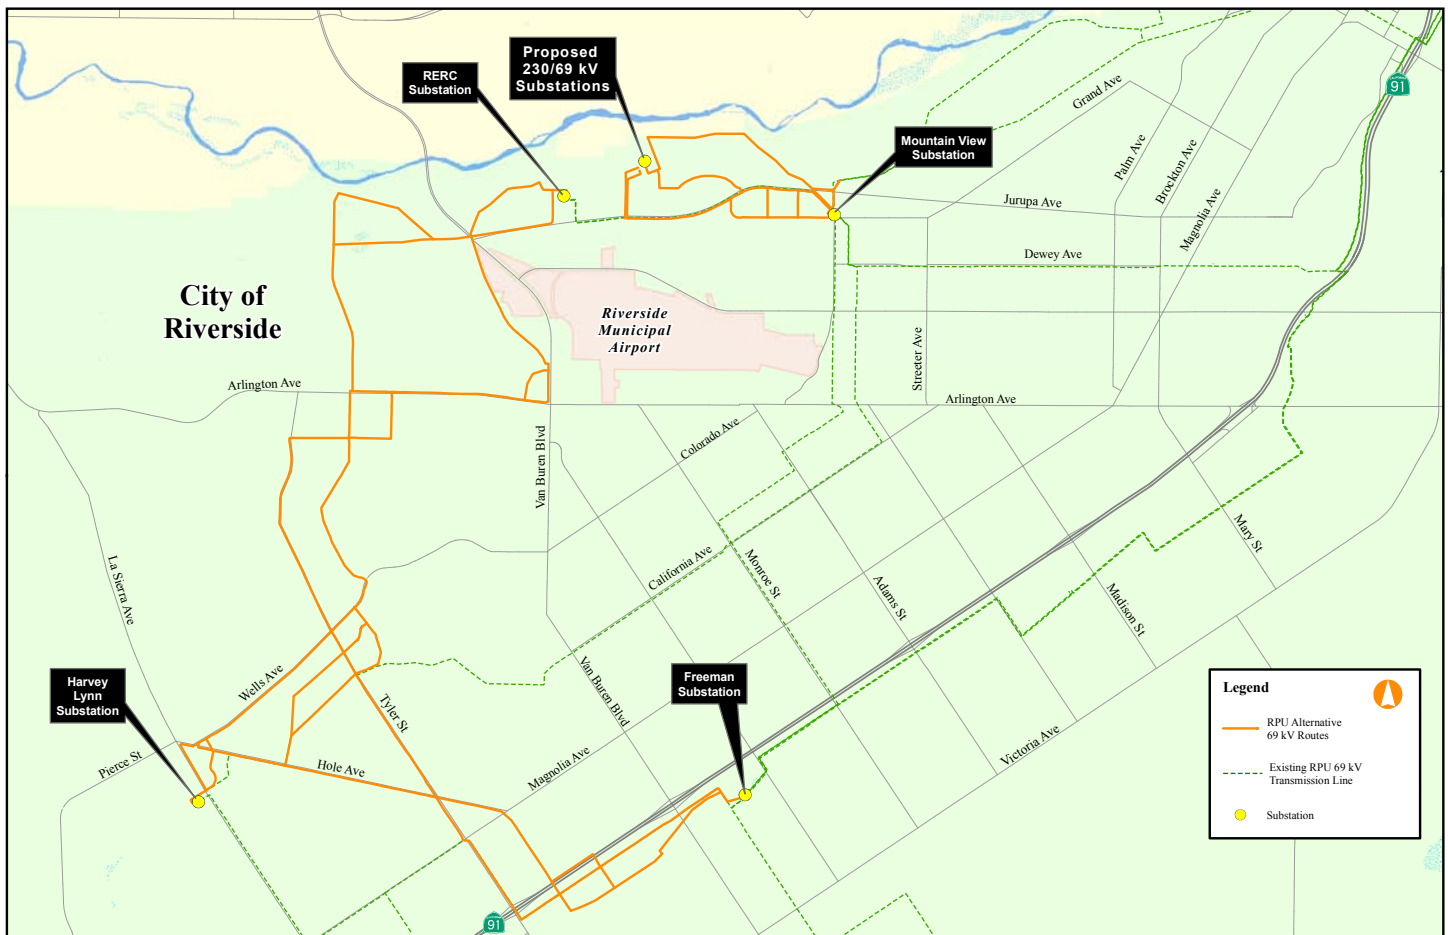 Proposed
230/69 kV
Substations
RERC
Substation
91
Grand Ave
Mountain View
Substation
Palm Ave
Brockton Ave
Magnolia Ave
Jurupa Ave
Dewey Ave
City of
Riverside
Riverside
Municipal
Airport
Streeter Ave
Arlington Ave
Arlington Ave
Colorado Ave
Van Buren Blvd
Mary St
La Sierra Ave
California Ave
Monroe St
Adams St
Madison St
Harvey
Lynn
Substation
Wells Ave
Tyler St
Van Buren Blvd
Freeman
Substation
Pierce St
Hole Ave
Magnolia Ave
Victoria Ave
91
Legend
RPU Alternative
69 kV Routes
Existing RPU 69 kV
Transmission Line
Substation